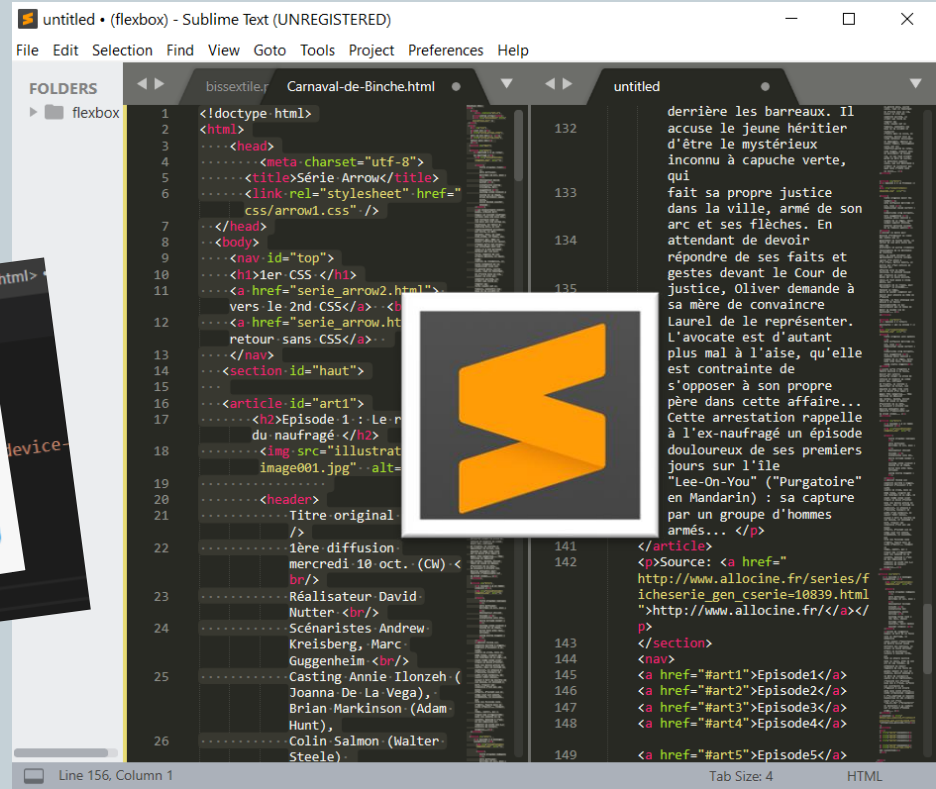 untitled • (flexbox) - Sublime Text (UNREGISTERED)
File Edit Selection Find View Goto Tools Project Preferences Help
FOLDERS
flexbox
bissextile.
Carnaval-de-Binche.html
1 <!doctype html>
2 <html>
3 <head>
4 <meta charset="utf-8">
5 <title>Série Arrow</title>
6 <link rel="stylesheet" href="
css/arrow1.css" />
7 </head>
8 <body>
9 <nav id="top">
10 <h1>1er CSS </h1>
11 <a href="serie_arrow2.html">
vers le 2nd CSS</a> <b
12 <a href="serie_arrow.ht
retour sans CSS</a>
13 </nav>
14 <section id="haut">
15
16 <article id="art1">
17 <h2>Episode 1 : Le r
du naufragé </h2>
18 <img src="illustrat
image001.jpg" alt=
19
20 <header>
21 Titre original
/>
22 1ère diffusion
mercredi 10 oct. (CW) <
br/>
23 Réalisateur David
Nutter <br/>
24 Scénaristes Andrew
Kreisberg, Marc
Guggenheim <br/>
25 Casting Annie Ilonzeh (
Joanna De La Vega),
Brian Markinson (Adam
Hunt),
26 Colin Salmon (Walter
Steele)
untitled
derrière les barreaux. Il
132 accuse le jeune héritier
d'être le mystérieux
inconnu à capuche verte,
qui
133 fait sa propre justice
dans la ville, armé de son
arc et ses flèches. En
134 attendant de devoir
répondre de ses faits et
gestes devant le Cour de
135 justice, Oliver demande à
sa mère de convaincre
Laurel de le représenter.
L'avocate est d'autant
plus mal à l'aise, qu'elle
est contrainte de
s'opposer à son propre
père dans cette affaire...
Cette arrestation rappelle
à l'ex-naufragé un épisode
douloureux de ses premiers
jours sur l'île
"Lee-On-You" ("Purgatoire"
en Mandarin) : sa capture
par un groupe d'hommes
armés... </p>
141 </article>
142 <p>Source: <a href="
http://www.allocine.fr/series/f
icheserie_gen_cserie=10839.html
">http://www.allocine.fr/</a></
p>
143 </section>
144 <nav>
145 <a href="#art1">Episode1</a>
146 <a href="#art2">Episode2</a>
147 <a href="#art3">Episode3</a>
148 <a href="#art4">Episode4</a>
149 <a href="#art5">Episode5</a>
html>
device-
Line 156, Column 1
Tab Size: 4
HTML